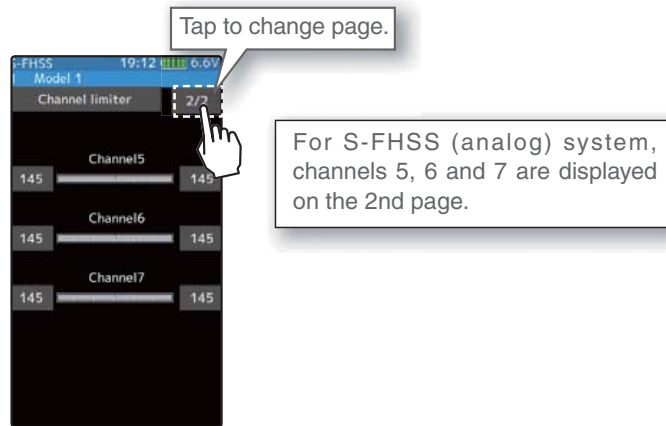 Tap to change page.
S-FHSS 19:12 6.6V
Model 1
Channel limiter 2/2
Channel5
145 145
Channel6
145 145
Channel7
145 145
For S-FHSS (analog) system,
channels 5, 6 and 7 are displayed
on the 2nd page.